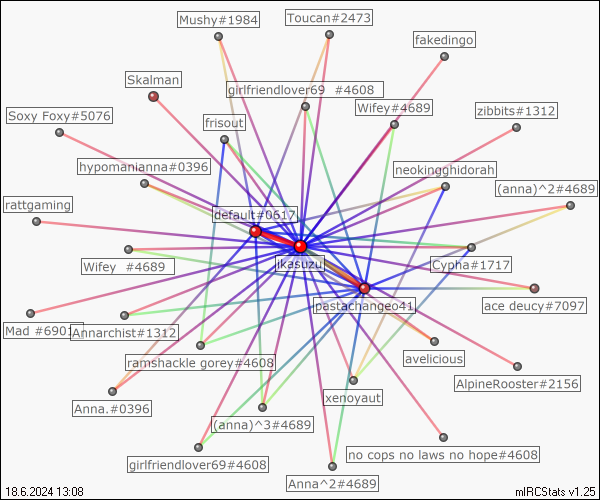 Mushy#1984
Toucan#2473
fakedingo
Skalman
girlfriendlover69 #4608
Wifey#4689
zibbits#1312
Soxy Foxy#5076
frisout
hypomanianna#0396
neokingghidorah
(anna)^2#4689
rattgaming
default#0617
Wifey #4689
ikasuzu
Cypha#1717
pastachangeo41
ace deucy#7097
Mad #6901
Annarchist#1312
ramshackle gorey#4608
avelicious
AlpineRooster#2156
Anna.#0396
xenoyaut
(anna)^3#4689
girlfriendlover69#4608
no cops no laws no hope#4608
Anna^2#4689
18.6.2024 13:08
mIRCStats v1.25